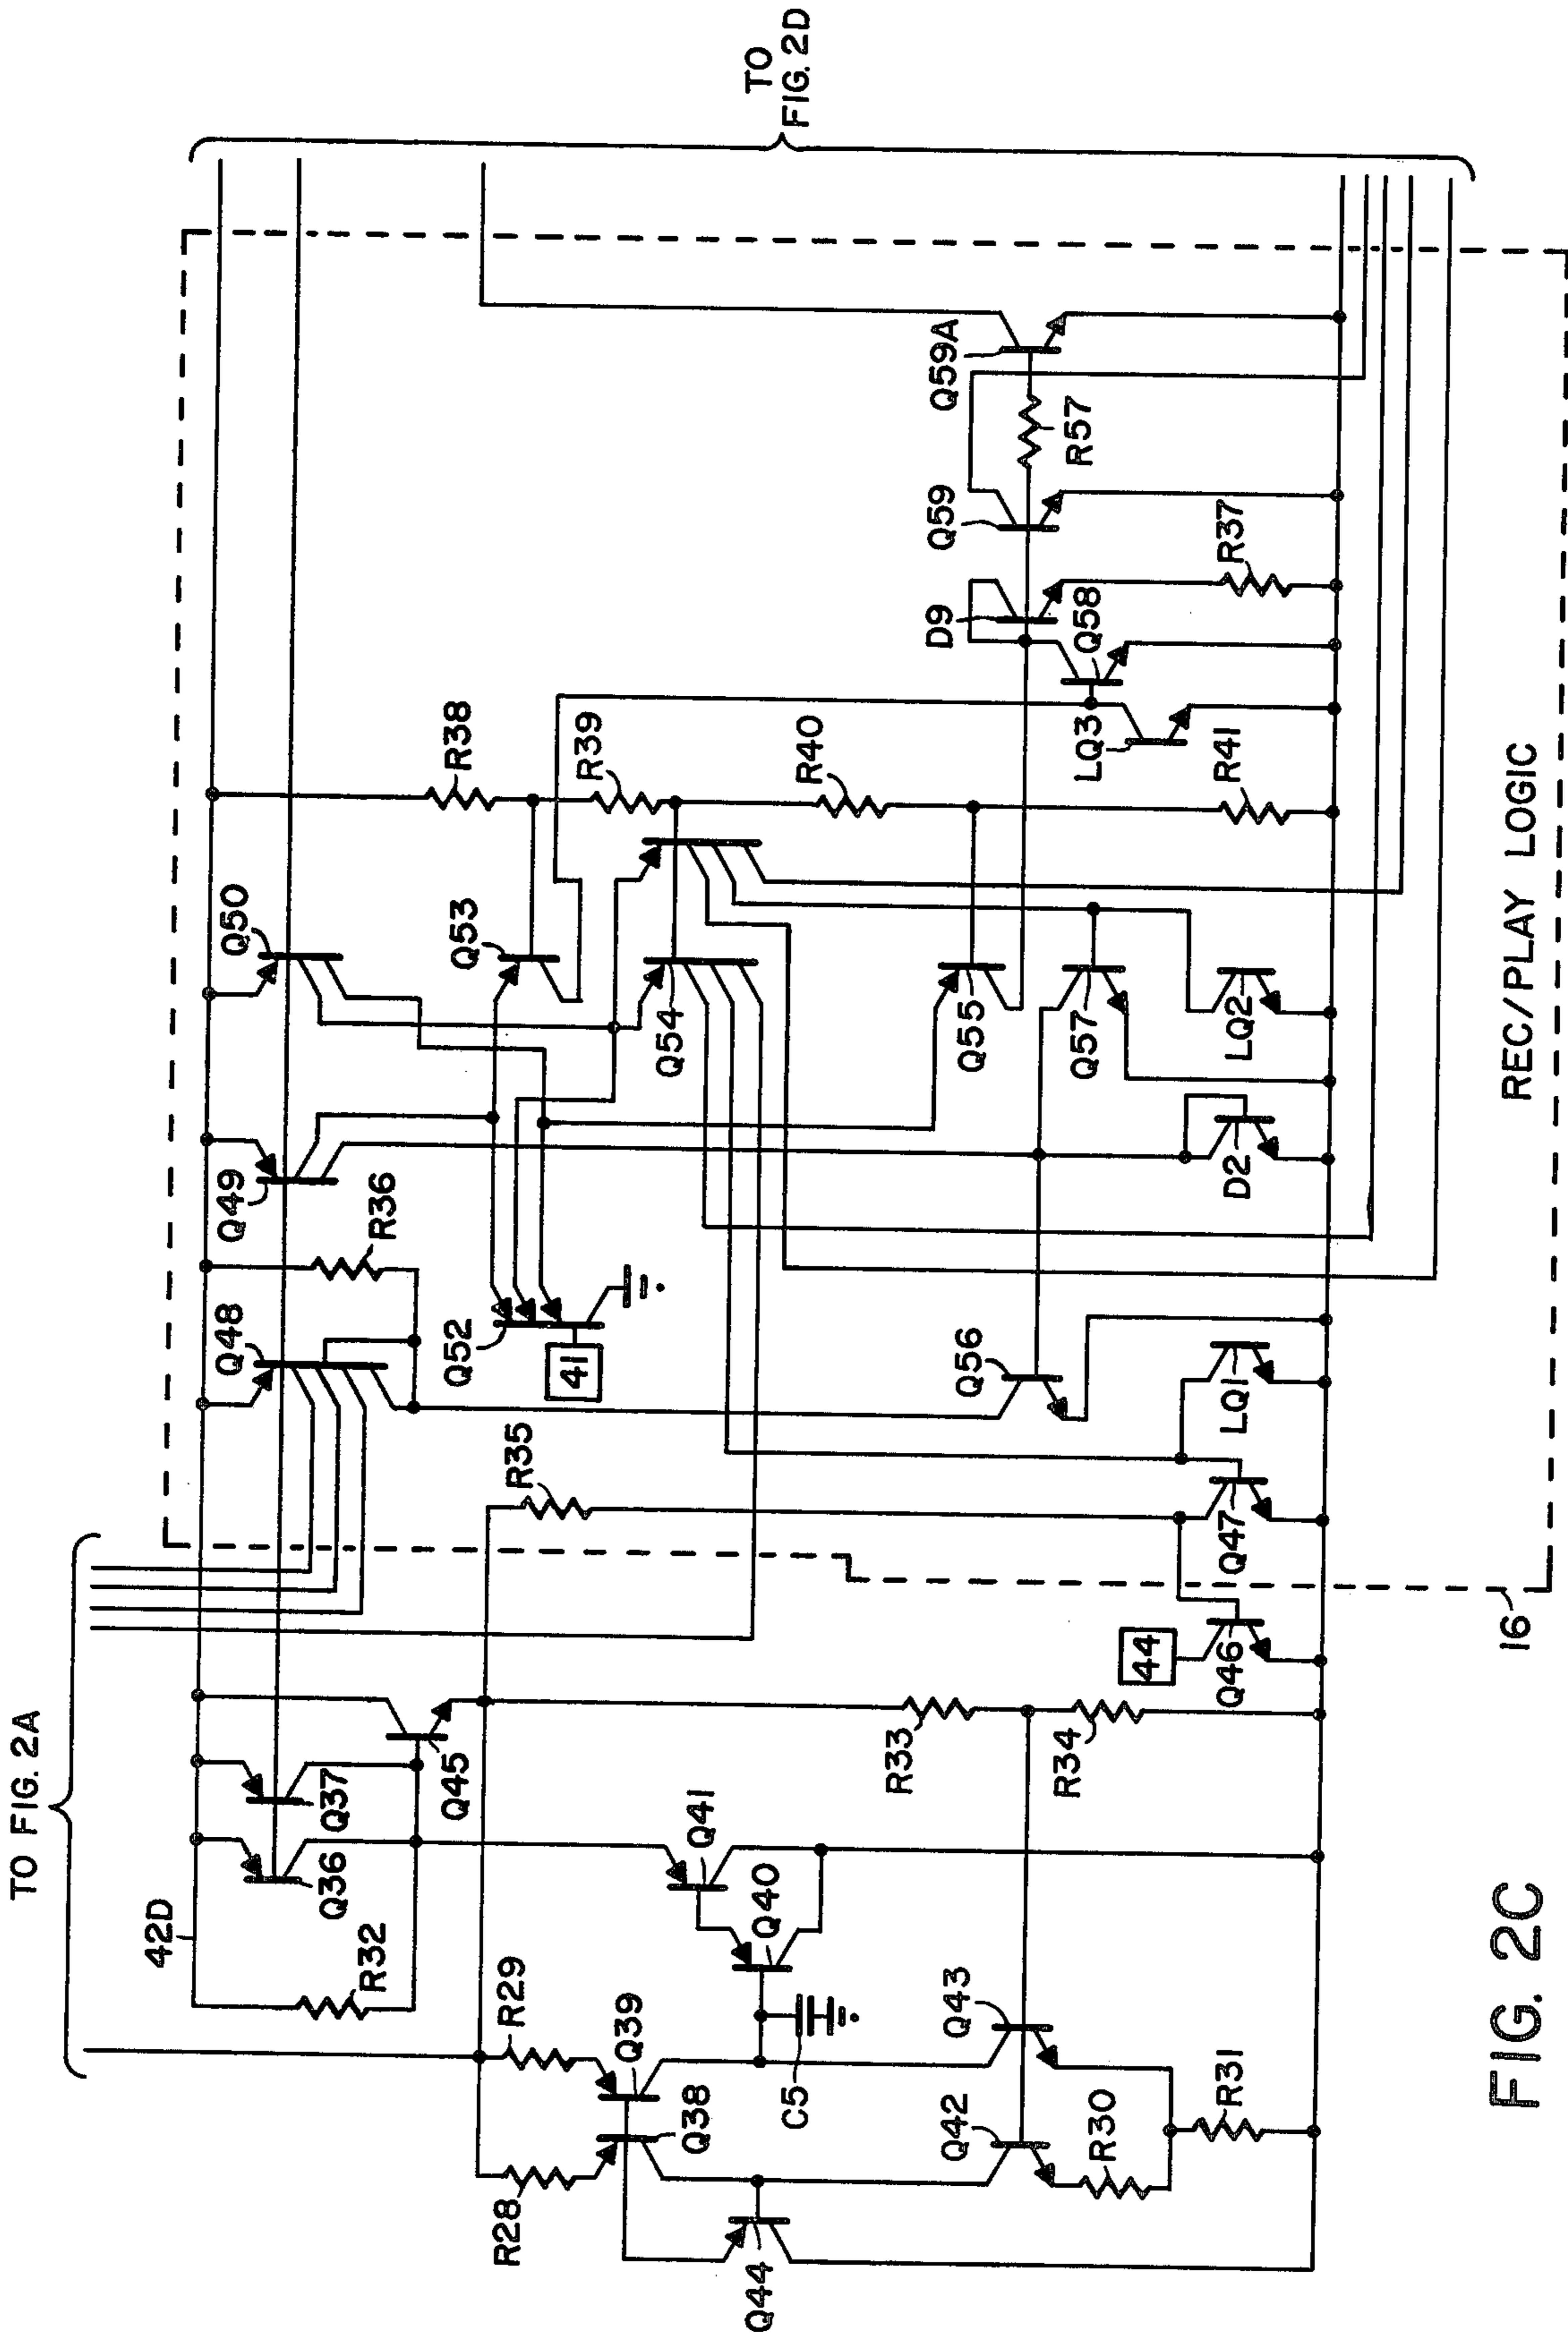 TO FIG. 2A
TO
FIG. 2D
42D
Q36
Q37
R32
Q45
Q48
R36
Q49
Q50
R29
R28
Q39
Q38
Q44
Q41
Q40
C5
R35
Q52
41
Q53
R38
R39
Q54
R40
Q55
Q57
Q56
R33
R34
Q42
Q43
R30
R31
44
Q46
Q47
LQ1
D2
LQ2
LQ3
R41
D9
Q58
R37
Q59
R57
Q59A
16
REC/PLAY LOGIC
FIG. 2C